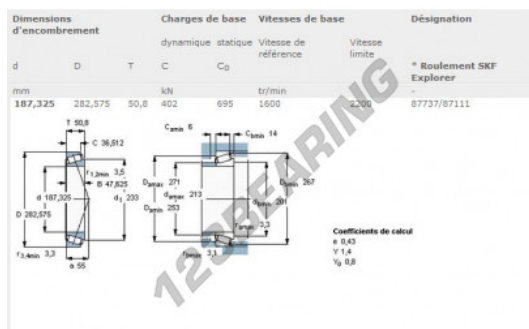 Dimensions d'encombrement
Charges de base
Vitesses de base
Désignation
dynamique statique
Vitesse de référence
Vitesse limite
d D T C C0
* Roulement SKF Explorer
mm kN tr/min -
187,325 282,575 50,8 402 695 1600 2200 87737/87111
T 50,8
C 36,512
r1,2min 3,5
B 47,625
d 187,325
d1 233
D 282,575
r3,4min 3,3
a 55
Camin 6
Cbmin 14
Damax 271
damax 213
Damin 253
Dbmin 267
dbmin 201
ramax 3,3
rbmax 3,1
Coefficients de calcul
e 0,43
Y 1,4
Y0 0,8
123BEARING